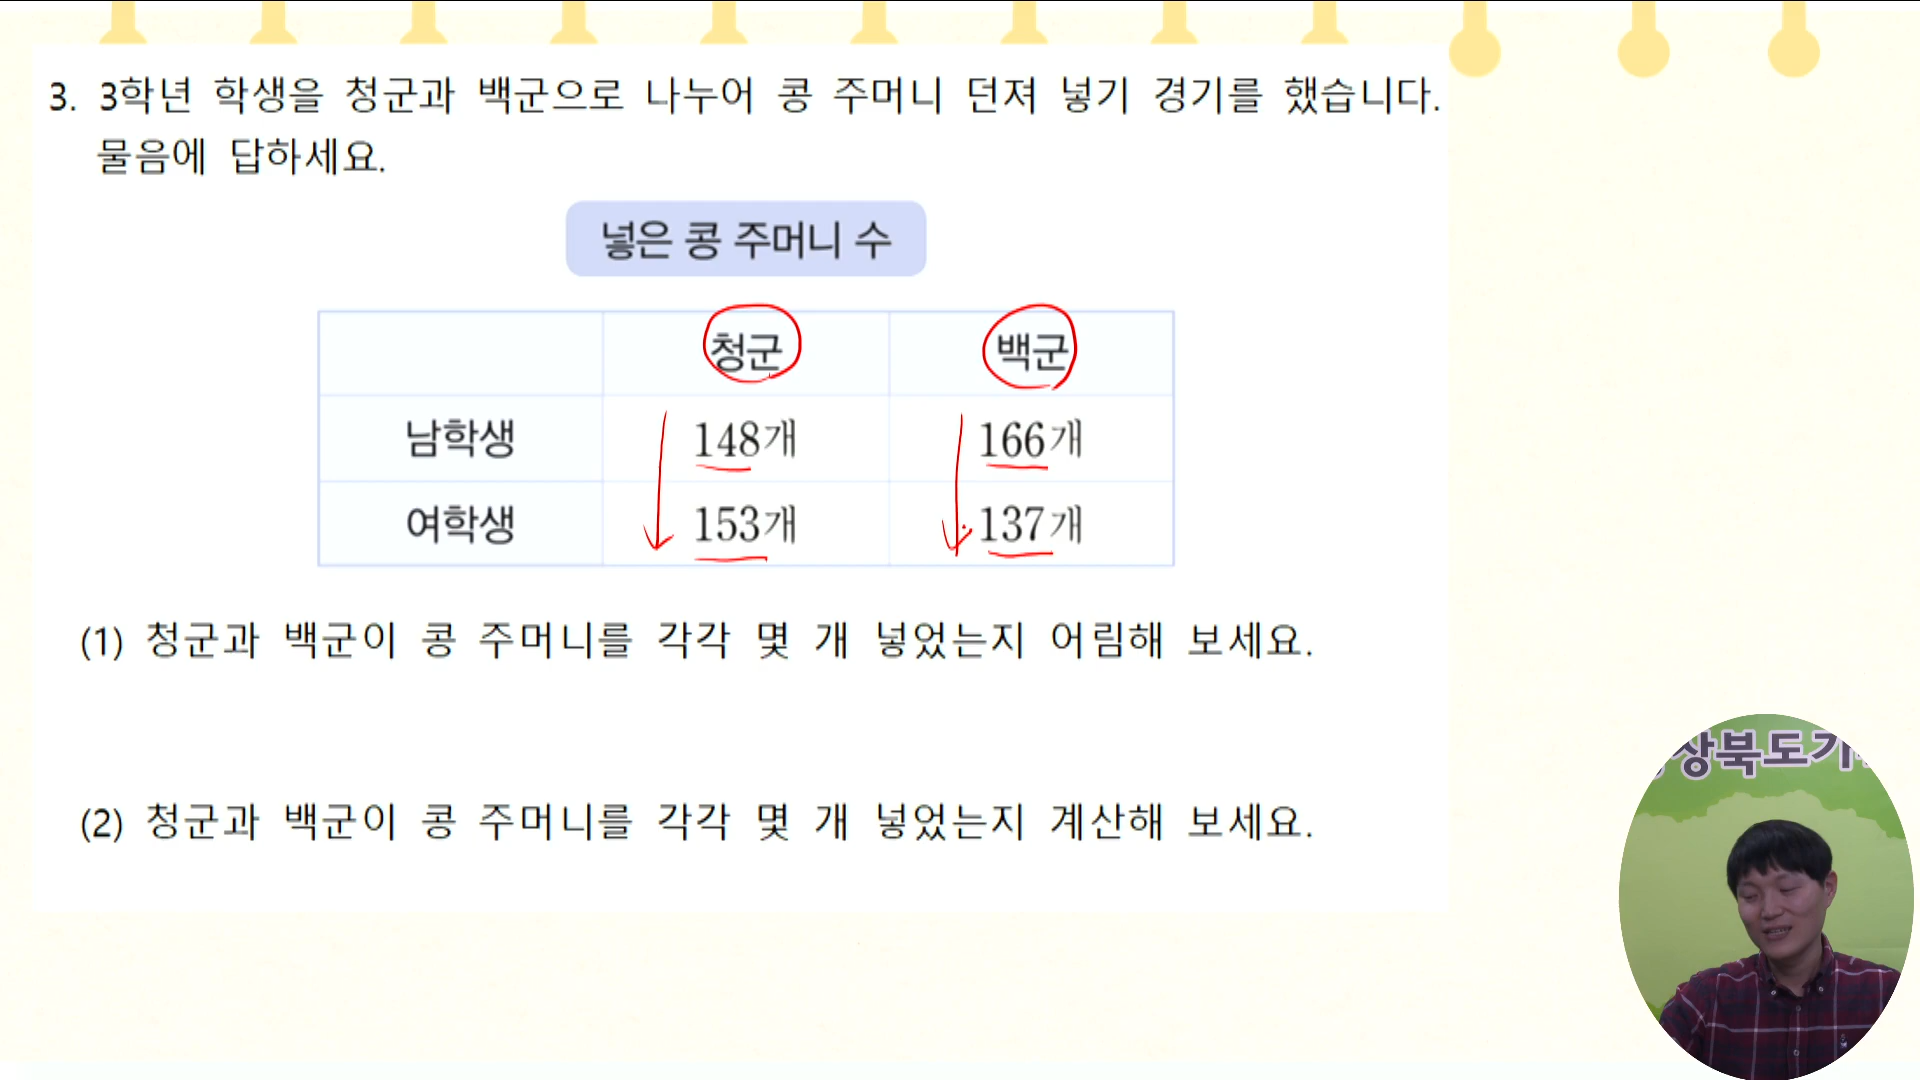 3. 3학년 학생을 청군과 백군으로 나누어 콩 주머니 던져 넣기 경기를 했습니다.
물음에 답하세요.
넣은 콩 주머니 수
청군 백군
남학생 148개 166개
여학생 153개 137개
(1) 청군과 백군이 콩 주머니를 각각 몇 개 넣었는지 어림해 보세요.
(2) 청군과 백군이 콩 주머니를 각각 몇 개 넣었는지 계산해 보세요.
상북도